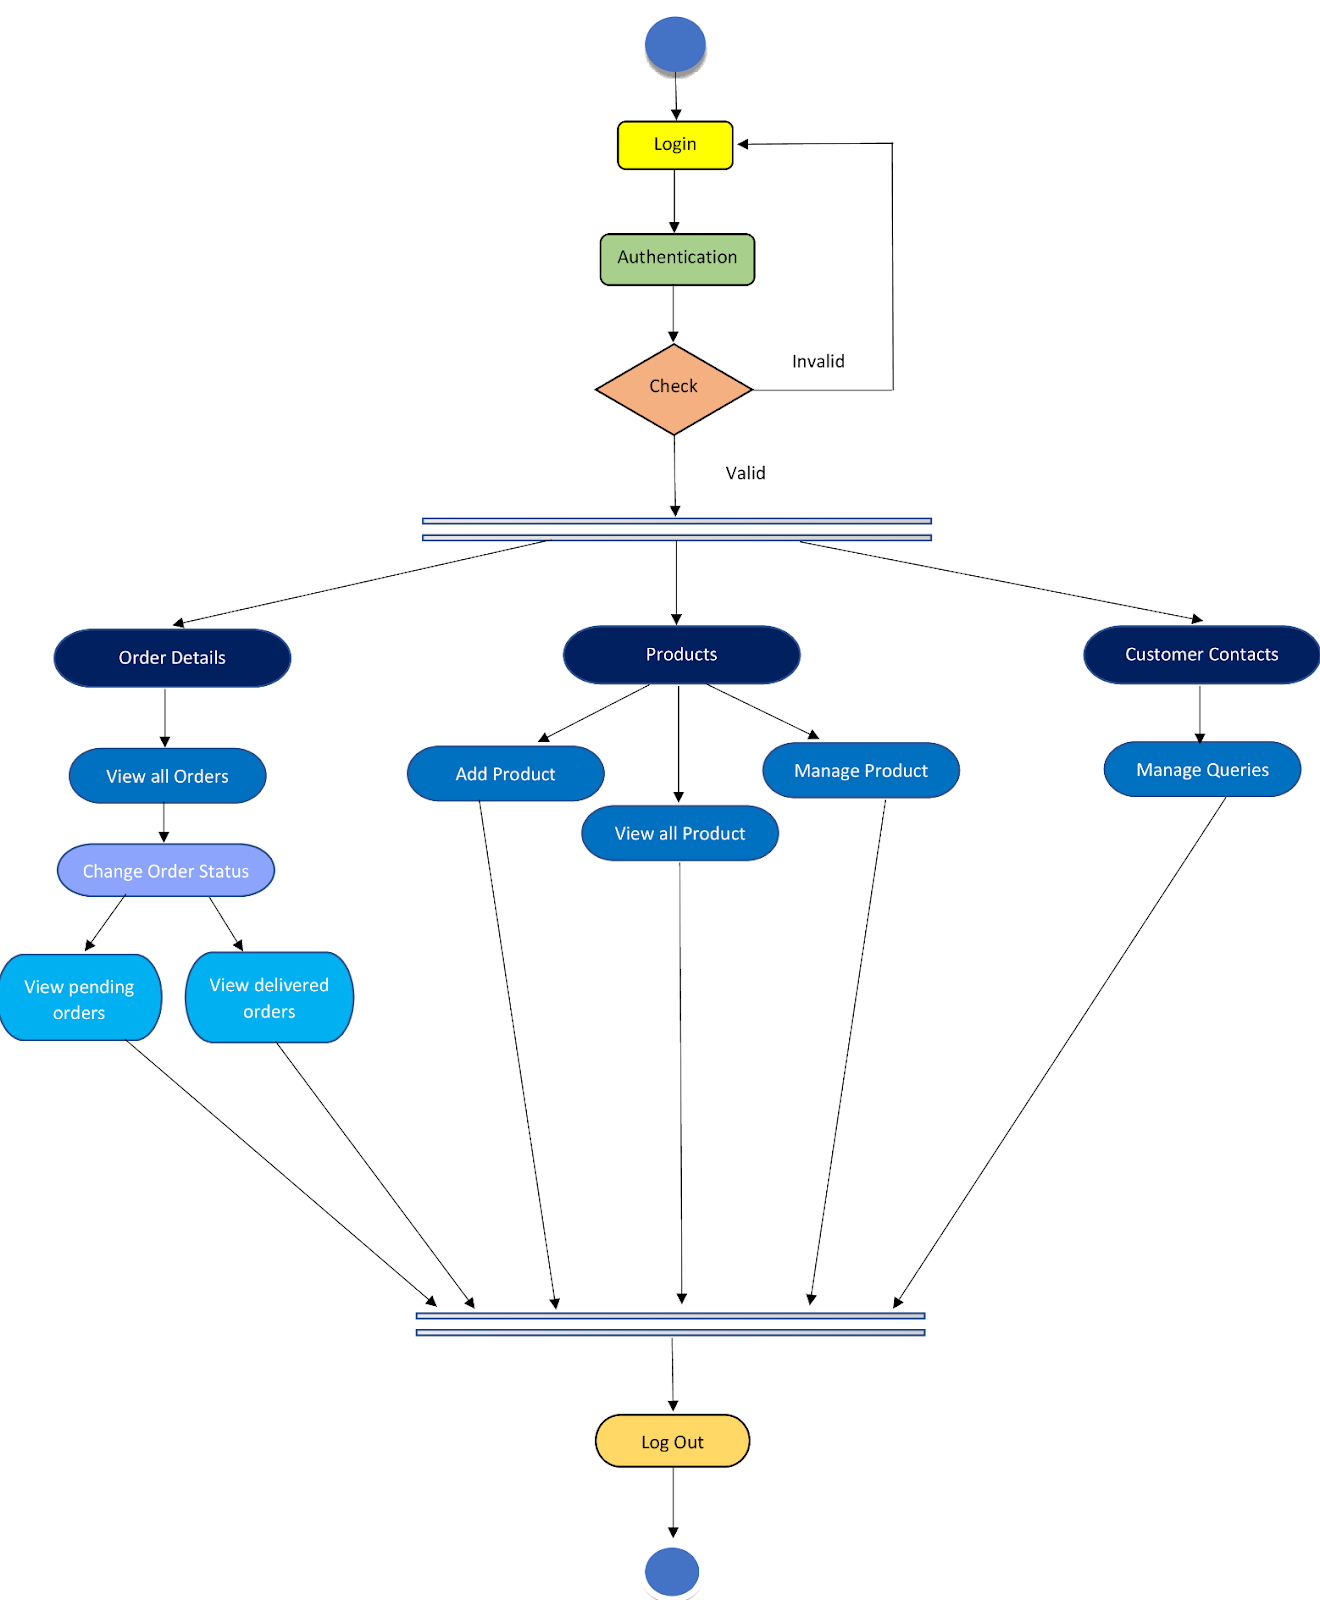 Login
Authentication
Invalid
Check
Valid
Order Details
Products
Customer Contacts
View all Orders
Add Product
Manage Product
Manage Queries
View all Product
Change Order Status
View pending
orders
View delivered
orders
Log Out